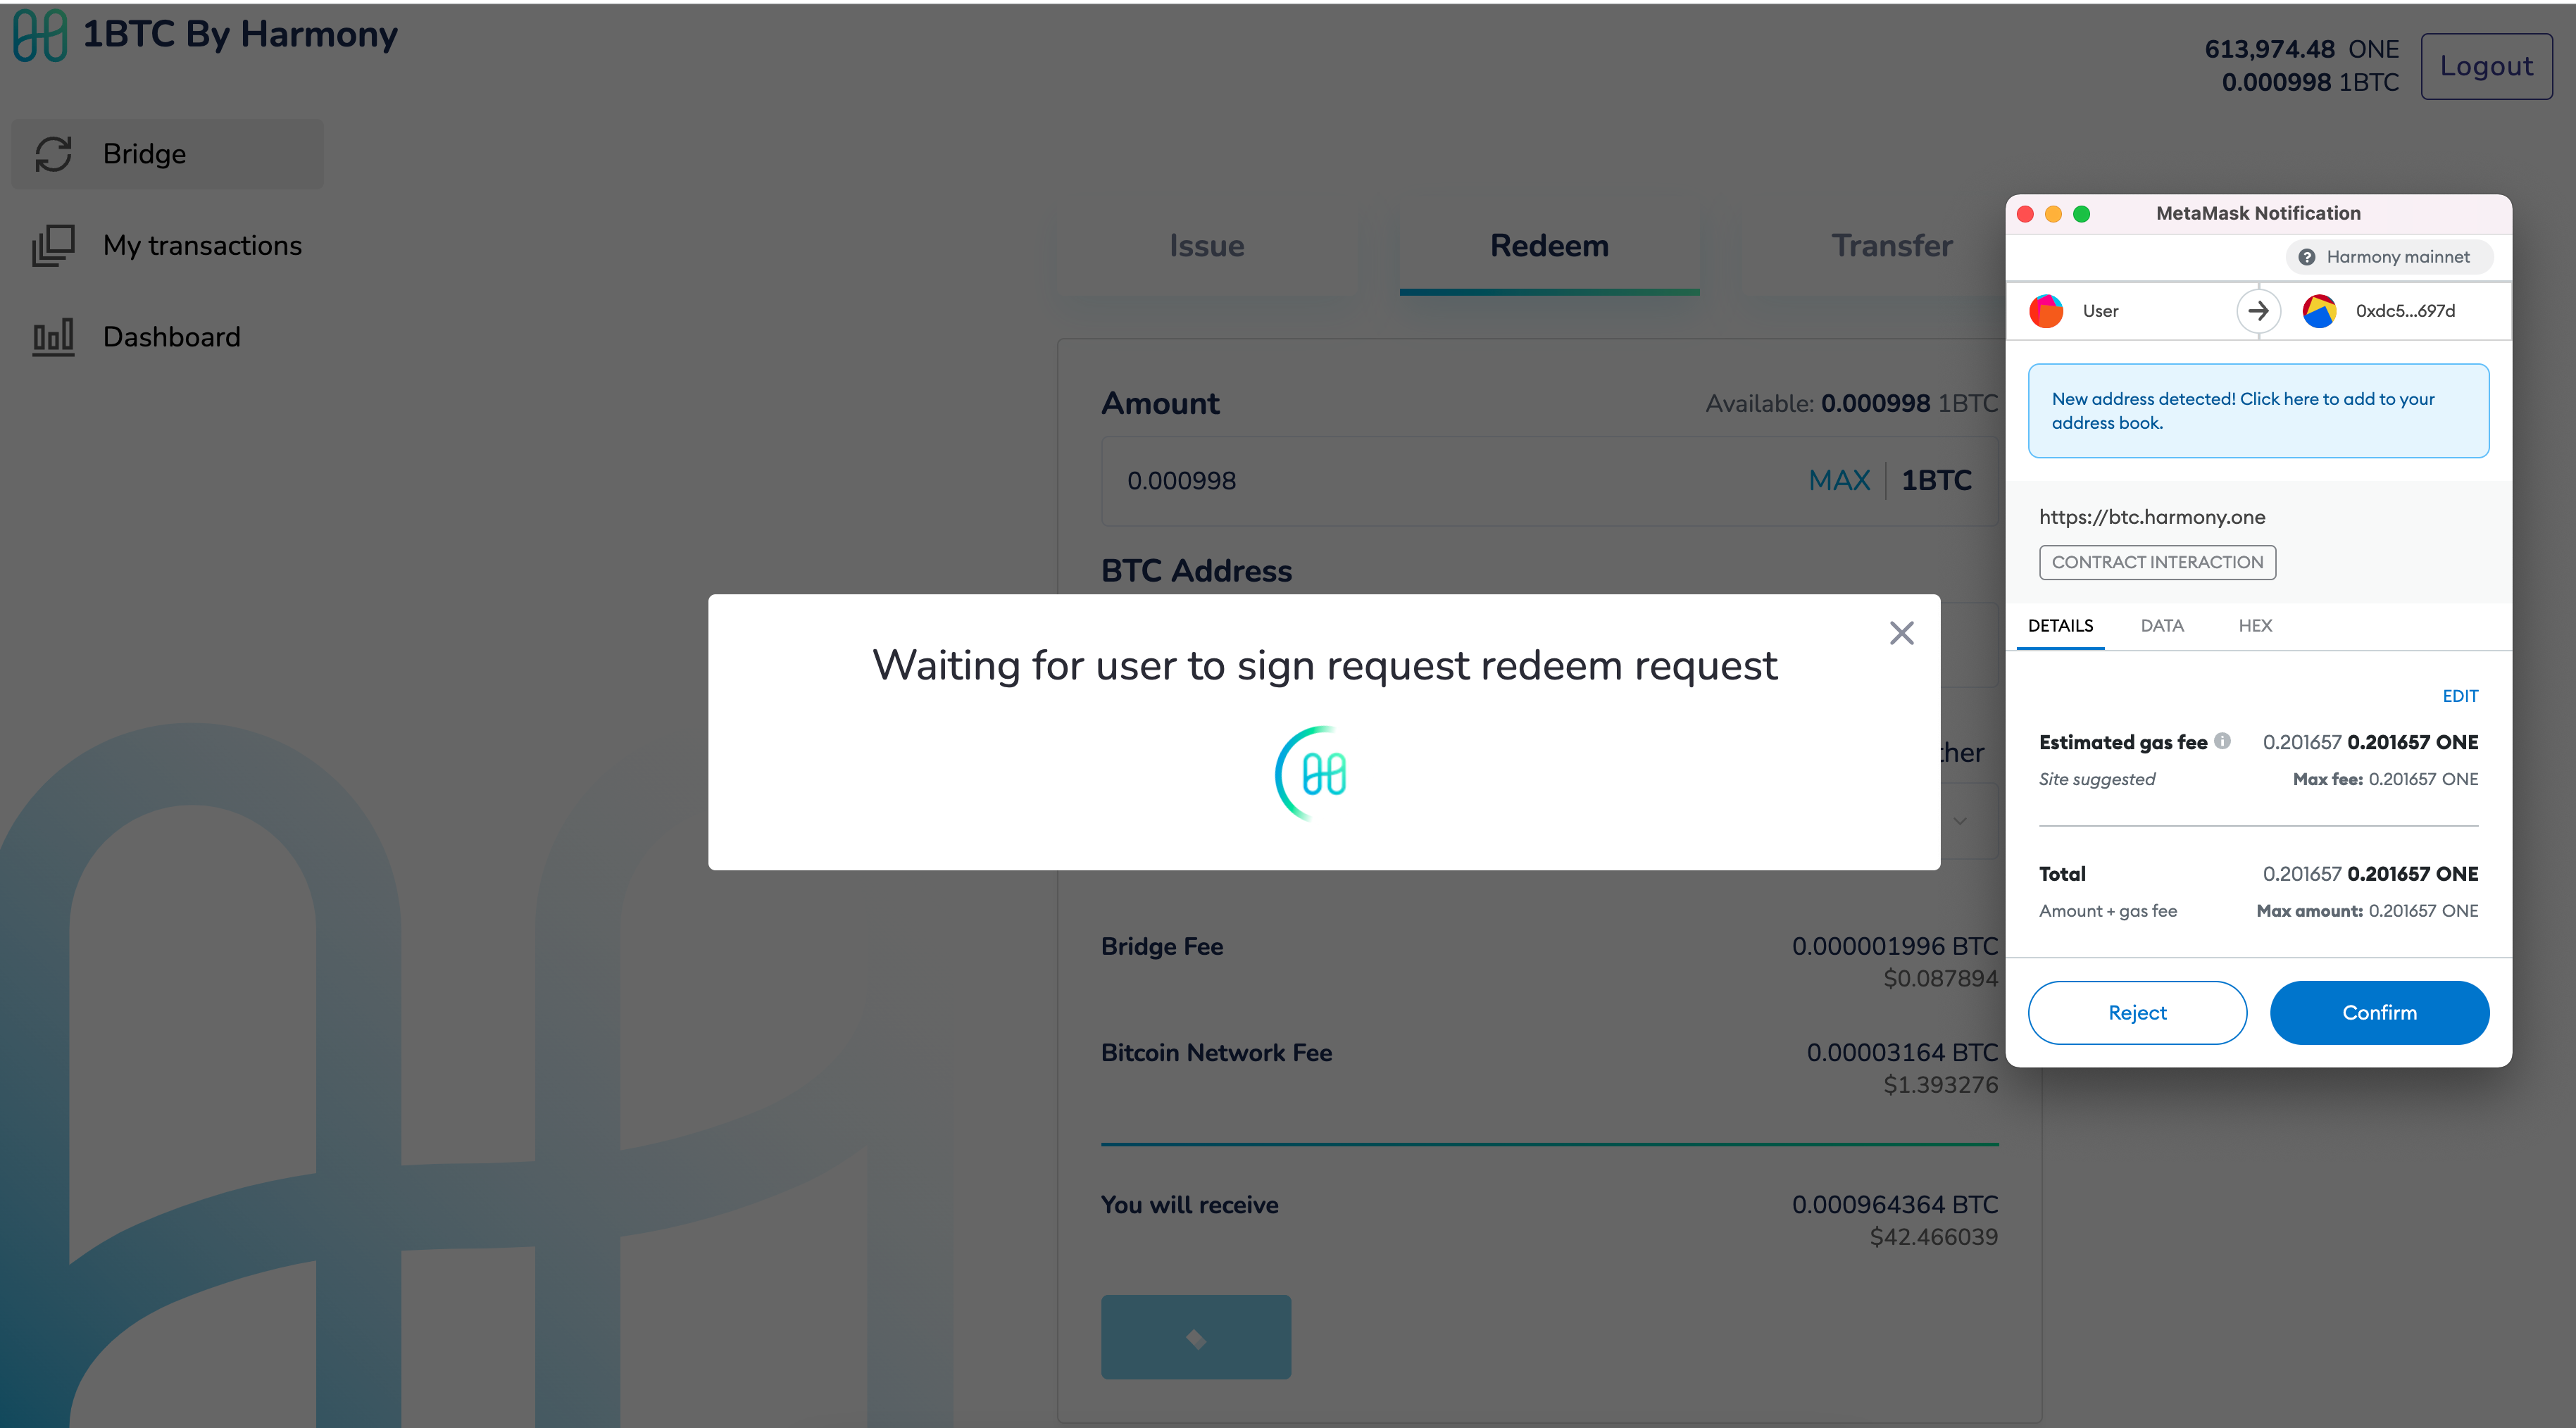 1BTC By Harmony
613,974.48 ONE
0.000998 1BTC
Logout
Bridge
My transactions
Dashboard
Issue
Redeem
Transfer
Amount
Available: 0.000998 1BTC
0.000998
MAX
1BTC
BTC Address
Waiting for user to sign request redeem request
ther
Bridge Fee
0.000001996 BTC
$0.087894
Bitcoin Network Fee
0.00003164 BTC
$1.393276
You will receive
0.000964364 BTC
$42.466039
MetaMask Notification
Harmony mainnet
User
0xdc5...697d
New address detected! Click here to add to your
address book.
https://btc.harmony.one
CONTRACT INTERACTION
DETAILS
DATA
HEX
EDIT
Estimated gas fee
0.201657 0.201657 ONE
Site suggested
Max fee: 0.201657 ONE
Total
0.201657 0.201657 ONE
Amount + gas fee
Max amount: 0.201657 ONE
Reject
Confirm